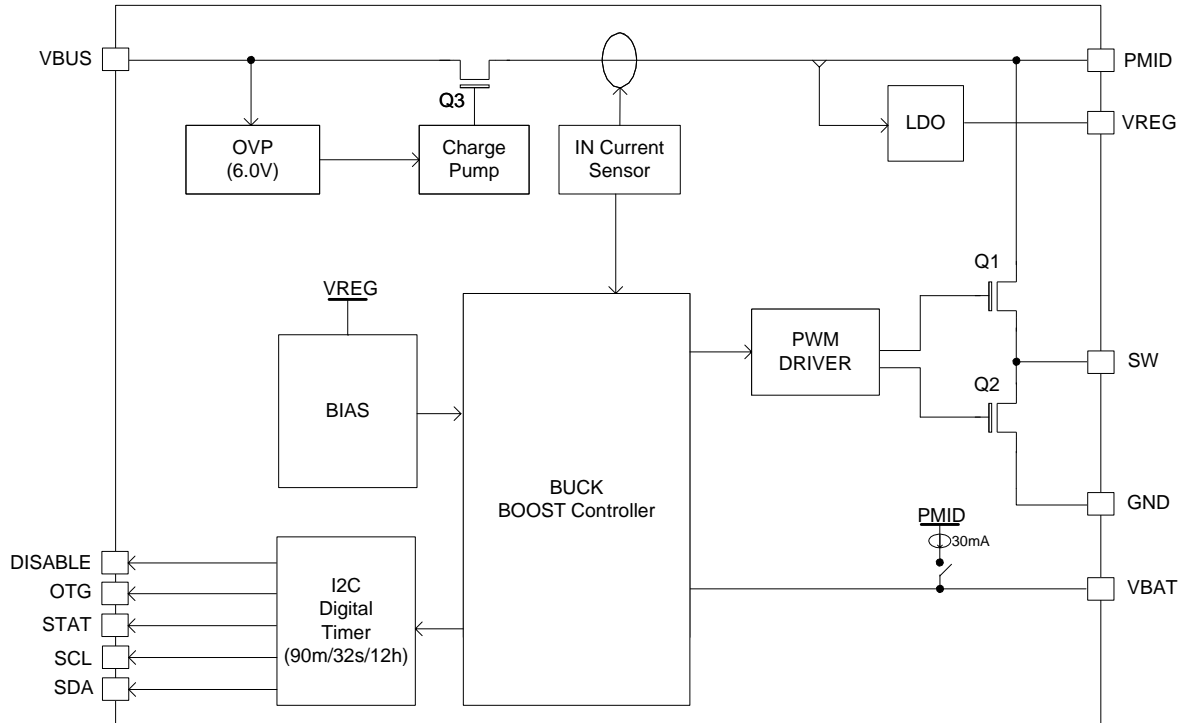 VBUS
PMID
Q3
LDO
VREG
OVP
(6.0V)
Charge
Pump
IN Current
Sensor
Q1
VREG
PWM
DRIVER
SW
Q2
BIAS
BUCK
BOOST Controller
GND
PMID
30mA
DISABLE
OTG
STAT
SCL
SDA
I2C
Digital
Timer
(90m/32s/12h)
VBAT